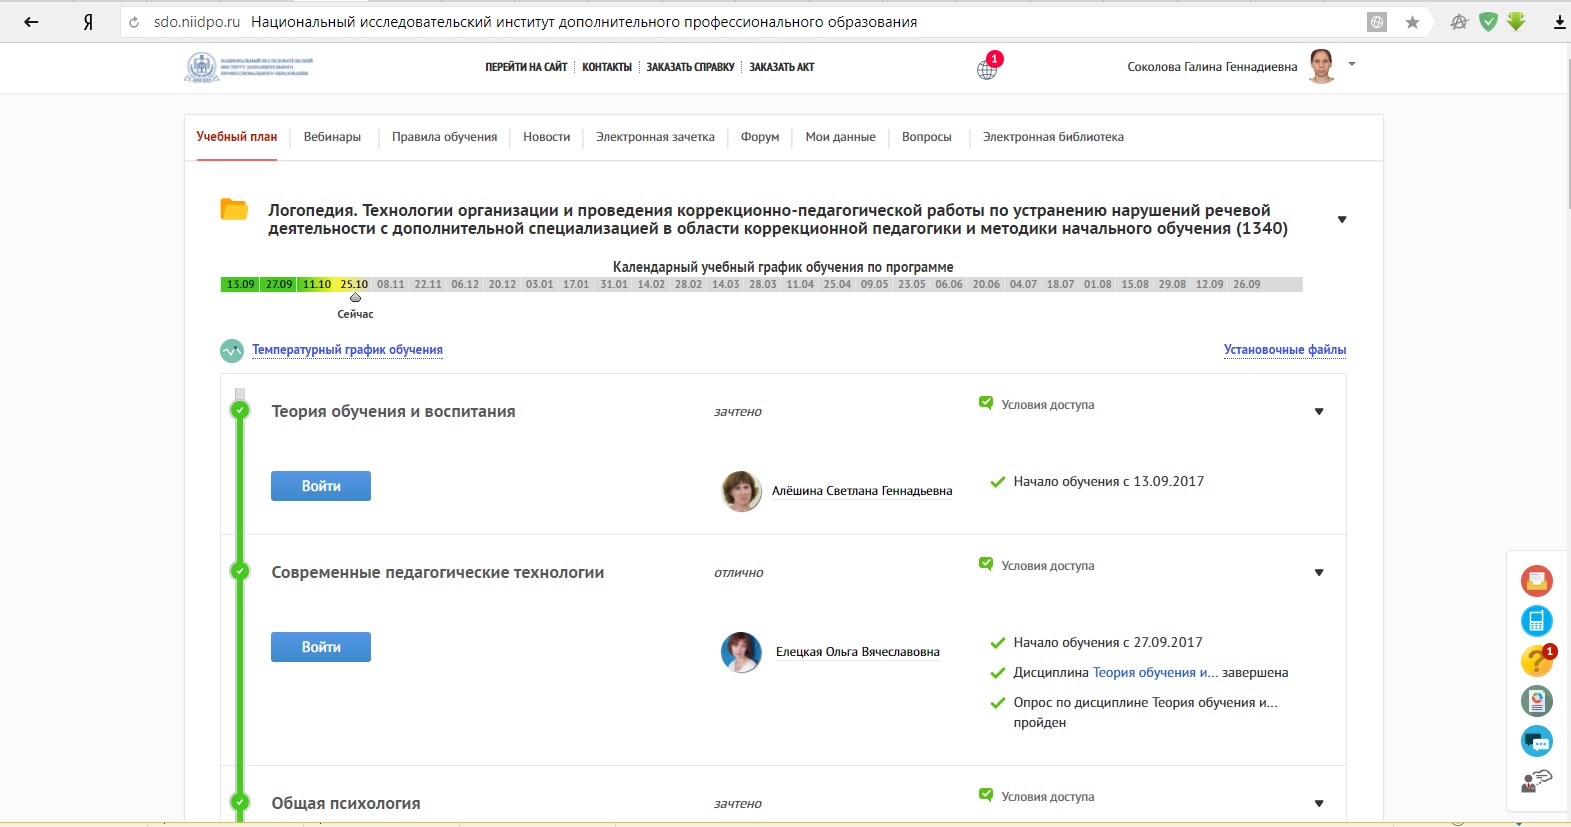 Я
sdo.niidpo.ru Национальный исследовательский институт дополнительного профессионального образования
НАЦИОНАЛЬНЫЙ ИССЛЕДОВАТЕЛЬСКИЙ
ИНСТИТУТ ДОПОЛНИТЕЛЬНОГО
ПРОФЕССИОНАЛЬНОГО ОБРАЗОВАНИЯ
ПЕРЕЙТИ НА САЙТ КОНТАКТЫ ЗАКАЗАТЬ СПРАВКУ ЗАКАЗАТЬ АКТ
1
Соколова Галина Геннадиевна
Учебный план Вебинары Правила обучения Новости Электронная зачетка Форум Мои данные Вопросы Электронная библиотека
Логопедия. Технологии организации и проведения коррекционно-педагогической работы по устранению нарушений речевой
деятельности с дополнительной специализацией в области коррекционной педагогики и методики начального обучения (1340)
Календарный учебный график обучения по программе
13.09 27.09 11.10 25.10 08.11 22.11 06.12 20.12 03.01 17.01 31.01 14.02 28.02 14.03 28.03 11.04 25.04 09.05 23.05 06.06 20.06 04.07 18.07 01.08 15.08 29.08 12.09 26.09
Сейчас
Температурный график обучения
Установочные файлы
Теория обучения и воспитания зачтено Условия доступа
Войти Алёшина Светлана Геннадьевна Начало обучения с 13.09.2017
Современные педагогические технологии отлично Условия доступа
Войти Елецкая Ольга Вячеславовна Начало обучения с 27.09.2017
Дисциплина Теория обучения и... завершена
Опрос по дисциплине Теория обучения и...
пройден
? 1
Общая психология зачтено Условия доступа